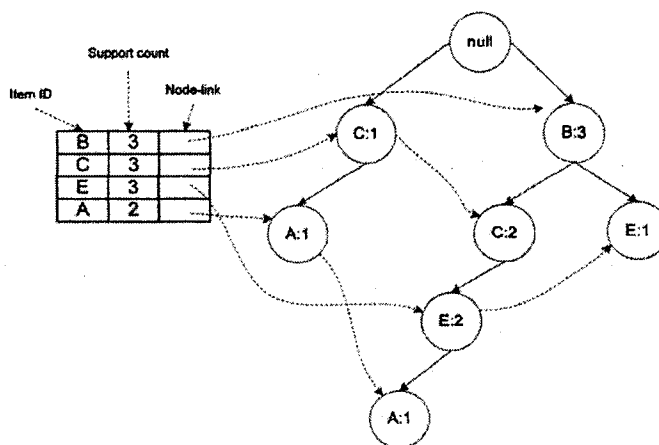 null
Support count
Item ID
Node-link
B 3
C 3
E 3
A 2
C:1
B:3
A:1
C:2
E:1
E:2
A:1